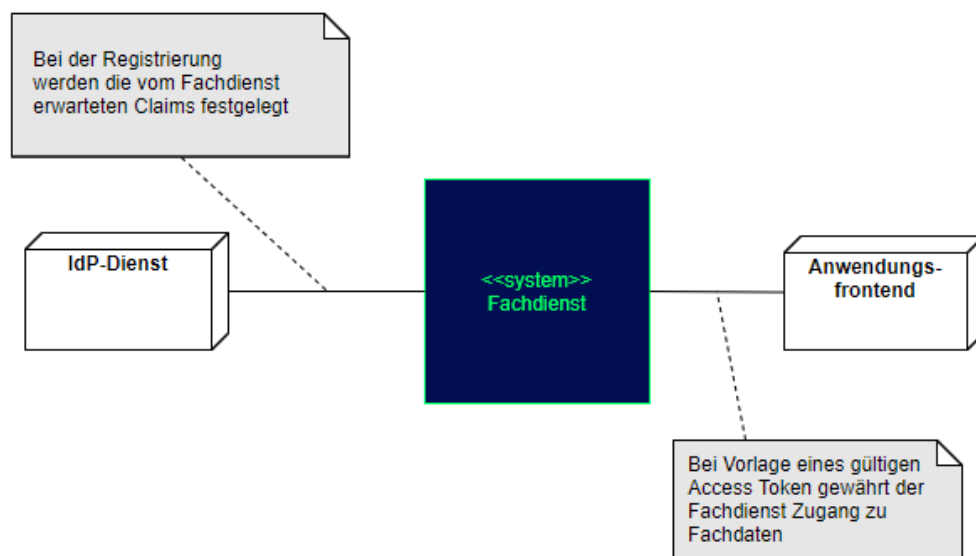 Bei der Registrierung
werden die vom Fachdienst
erwarteten Claims festgelegt
IdP-Dienst
<<system>>
Fachdienst
Anwendungs-
frontend
Bei Vorlage eines gültigen
Access Token gewährt der
Fachdienst Zugang zu
Fachdaten